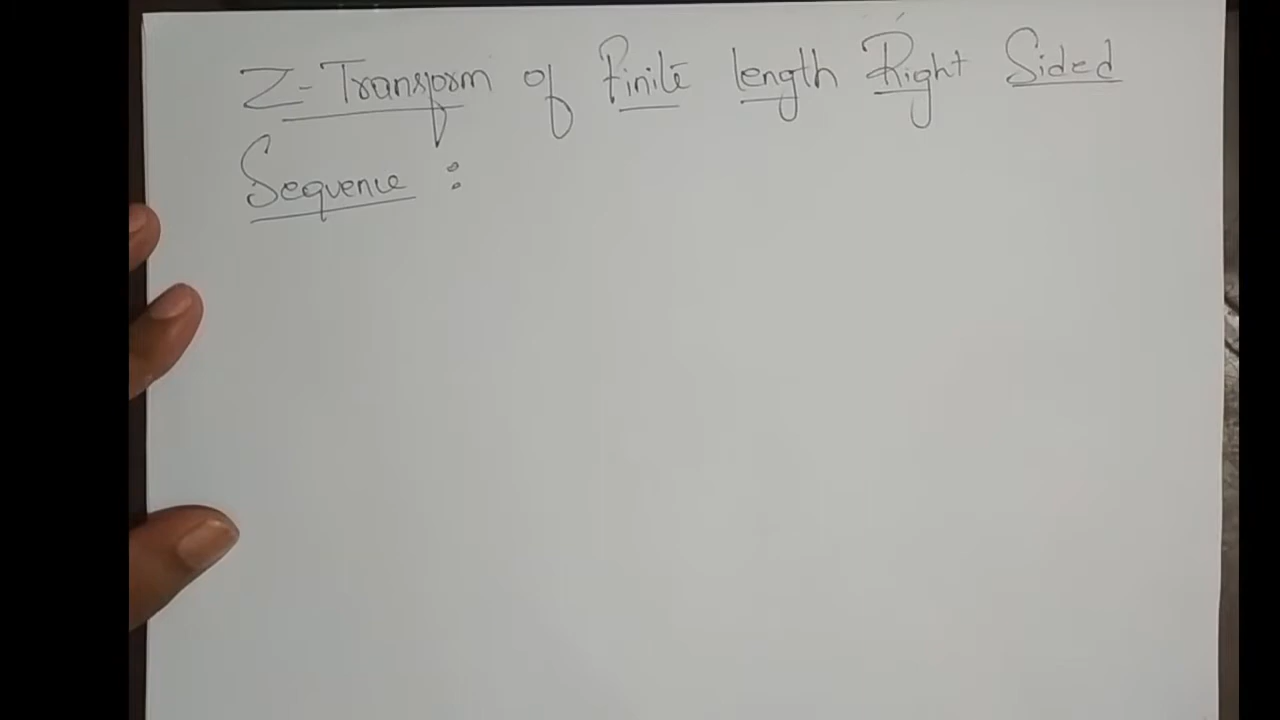 Z-Transform of Finite length Right Sided
Sequence :